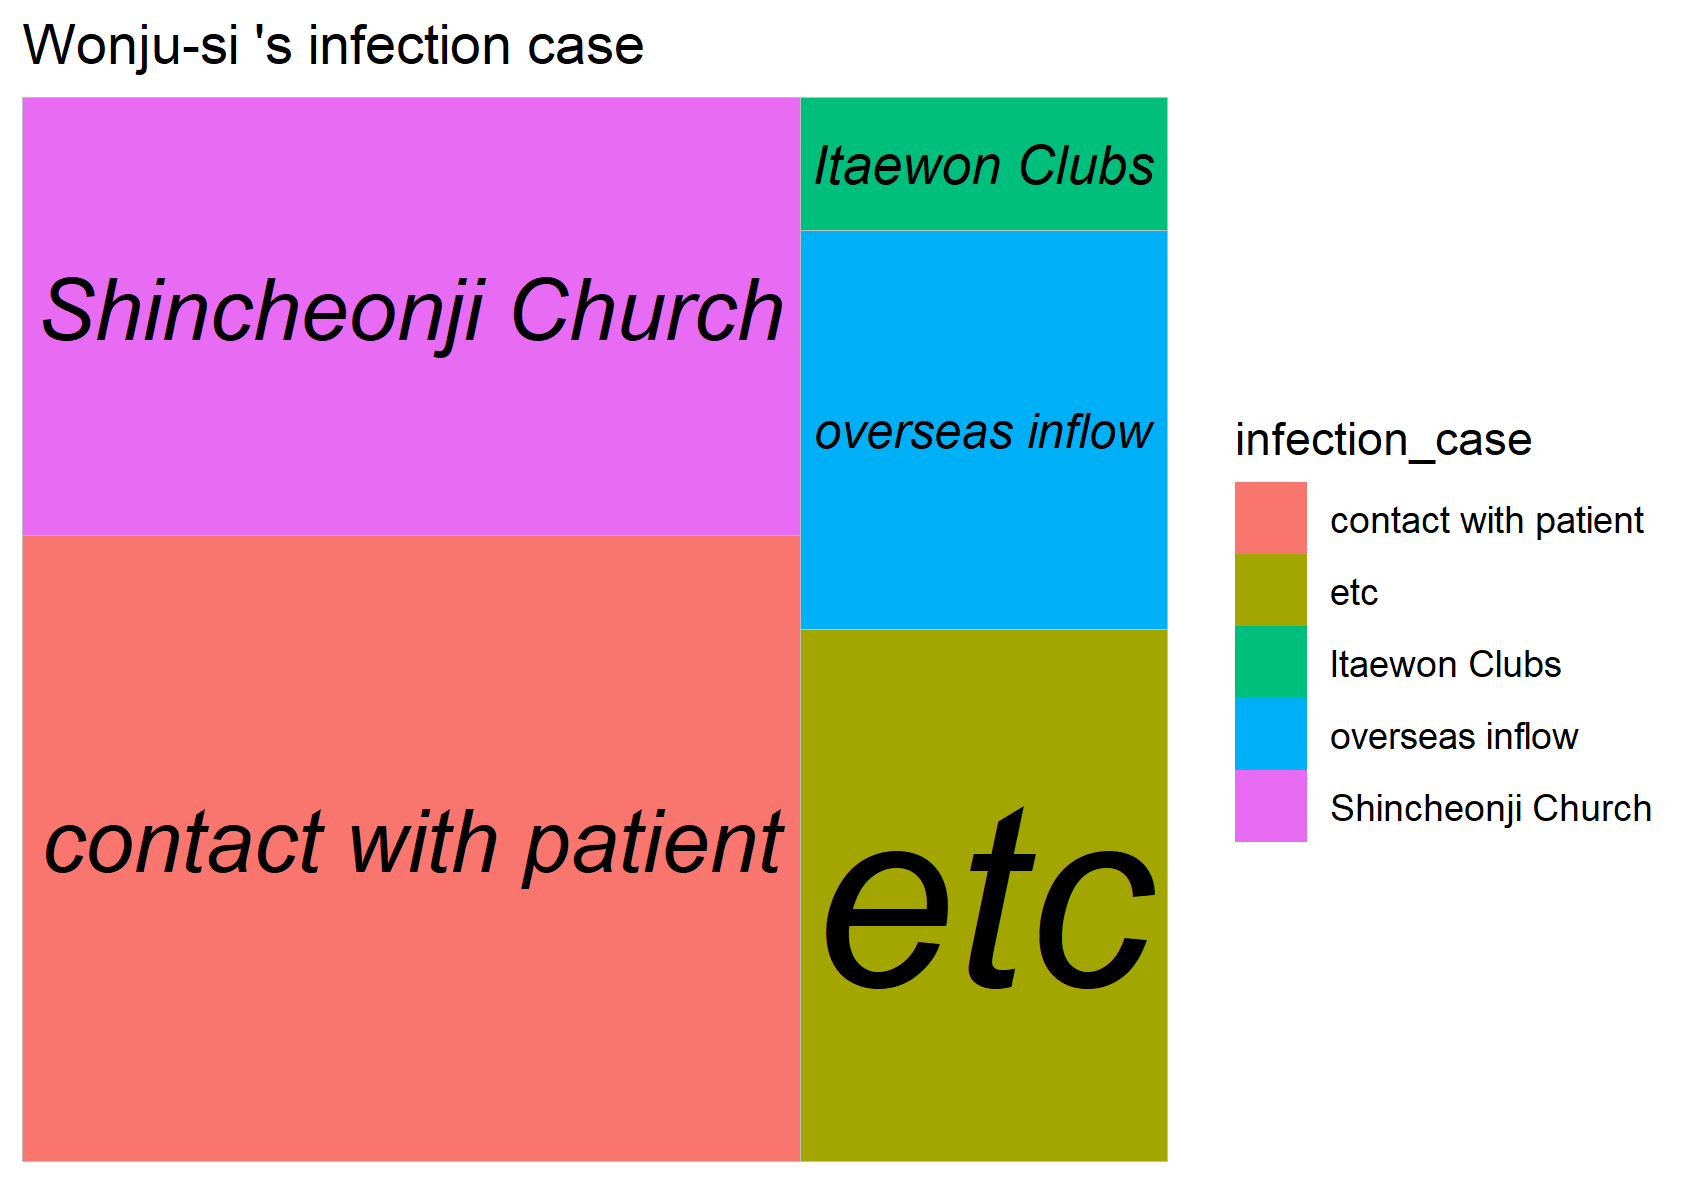 Wonju-si 's infection case
Shincheonji Church
Itaewon Clubs
overseas inflow
contact with patient
etc
infection_case
contact with patient
etc
Itaewon Clubs
overseas inflow
Shincheonji Church